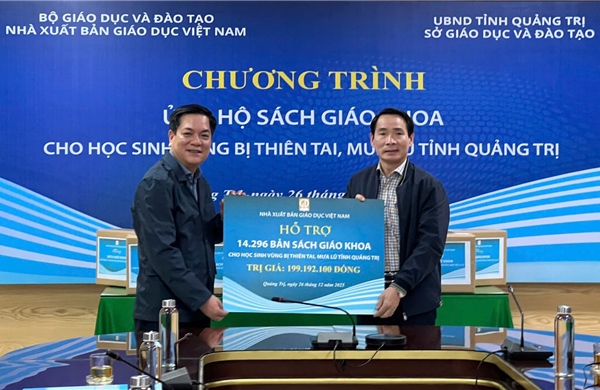 BỘ GIÁO DỤC VÀ ĐÀO TẠO
NHÀ XUẤT BẢN GIÁO DỤC VIỆT NAM
UBND TỈNH QUẢNG TRỊ
SỞ GIÁO DỤC VÀ ĐÀO TẠO
CHƯƠNG TRÌNH
HỘ SÁCH GIÁO KHOA
CHO HỌC SINH VÙNG BỊ THIÊN TAI, MƯA LŨ TỈNH QUẢNG TRỊ
ngày 26
NHÀ XUẤT BẢN GIÁO DỤC VIỆT NAM
HỖ TRỢ
14.296 BẢN SÁCH GIÁO KHOA
CHO HỌC SINH VÙNG BỊ THIÊN TAI, MƯA LŨ TỈNH QUẢNG TRỊ
TRỊ GIÁ: 199.192.100 ĐỒNG
Quảng Trị, ngày 26 tháng 12 năm 2025